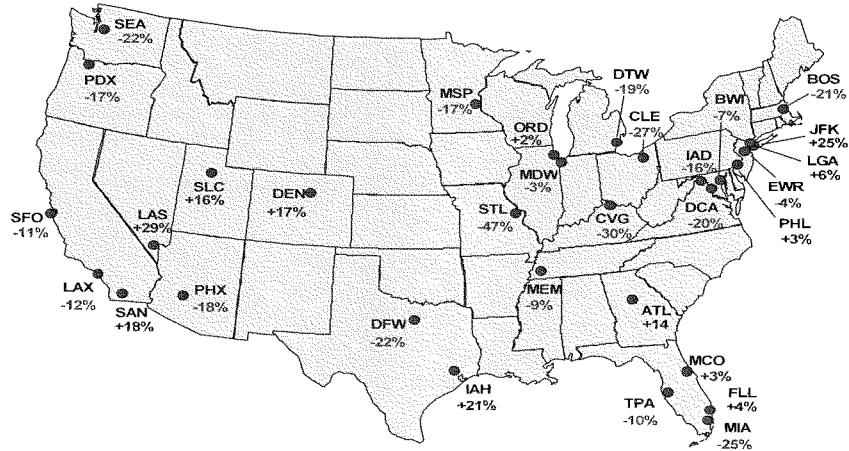 SEA
-22%
PDX
-17%
MSP
-17%
DTW
-19%
CLE
-27%
BWI
-7%
BOS
-21%
JFK
+25%
LGA
+6%
EWR
-4%
PHL
+3%
IAD
-16%
DCA
-20%
ORD
+2%
MDW
-3%
SLC
+16%
DEN
+17%
STL
-47%
CVG
-30%
SFO
-11%
LAS
+29%
LAX
-12%
SAN
+18%
PHX
-18%
MEM
-9%
ATL
+14
DFW
-22%
IAH
+21%
MCO
+3%
TPA
-10%
FLL
+4%
MIA
-25%